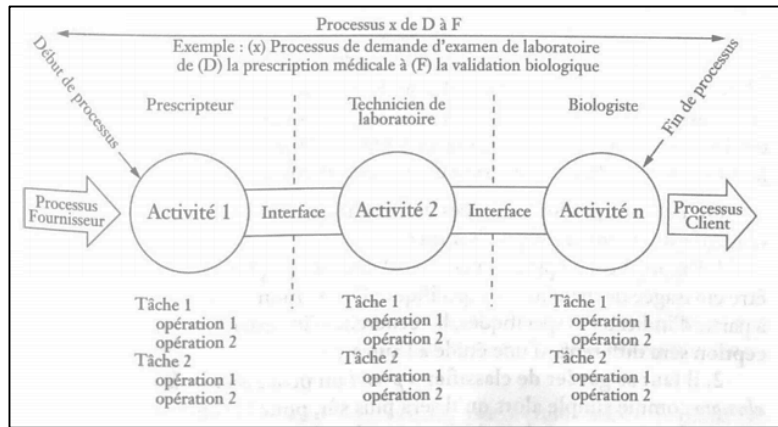 Processus x de D à F
Exemple : (x) Processus de demande d'examen de laboratoire
de (D) la prescription médicale à (F) la validation biologique
Début de processus
Fin de processus
Prescripteur
Technicien de
laboratoire
Biologiste
Processus
Fournisseur
Activité 1
Interface
Activité 2
Interface
Activité n
Processus
Client
Tâche 1
opération 1
opération 2
Tâche 2
opération 1
opération 2
Tâche 1
opération 1
opération 2
Tâche 2
opération 1
opération 2
Tâche 1
opération 1
opération 2
Tâche 2
opération 1
opération 2